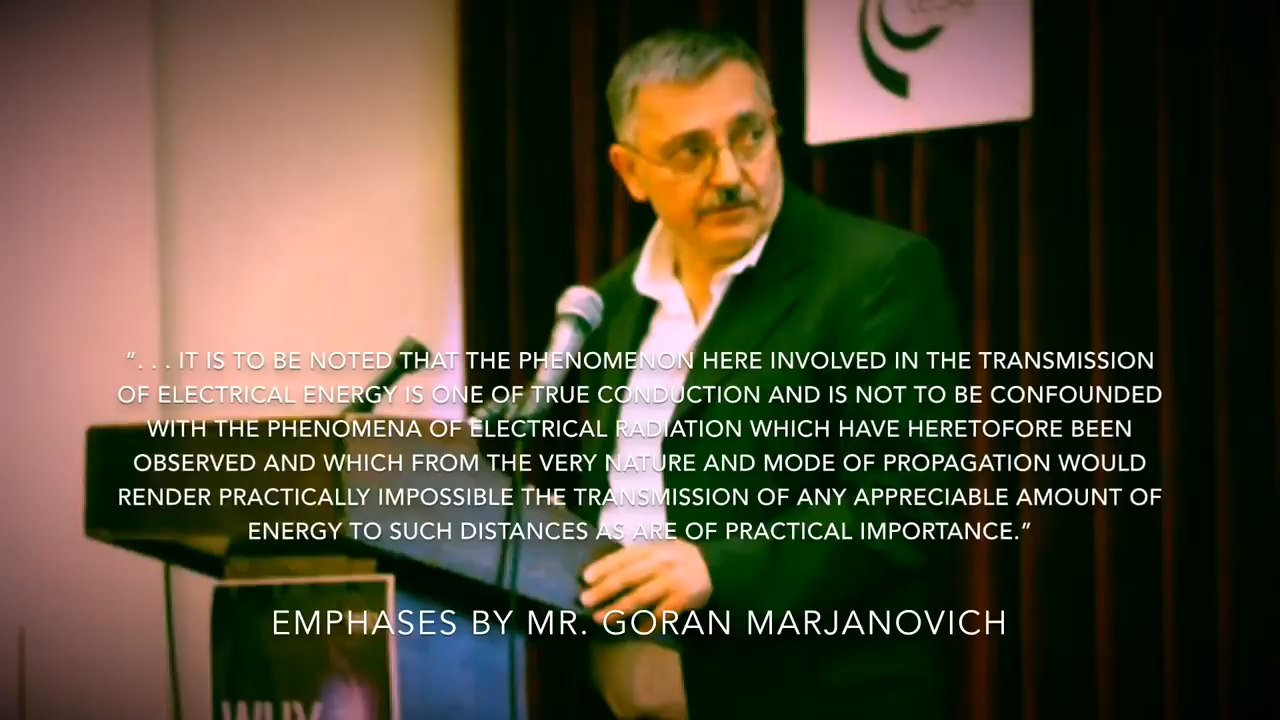 “. . . IT IS TO BE NOTED THAT THE PHENOMENON HERE INVOLVED IN THE TRANSMISSION
OF ELECTRICAL ENERGY IS ONE OF TRUE CONDUCTION AND IS NOT TO BE CONFOUNDED
WITH THE PHENOMENA OF ELECTRICAL RADIATION WHICH HAVE HERETOFORE BEEN
OBSERVED AND WHICH FROM THE VERY NATURE AND MODE OF PROPAGATION WOULD
RENDER PRACTICALLY IMPOSSIBLE THE TRANSMISSION OF ANY APPRECIABLE AMOUNT OF
ENERGY TO SUCH DISTANCES AS ARE OF PRACTICAL IMPORTANCE.”
EMPHASES BY MR. GORAN MARJANOVICH
WHY